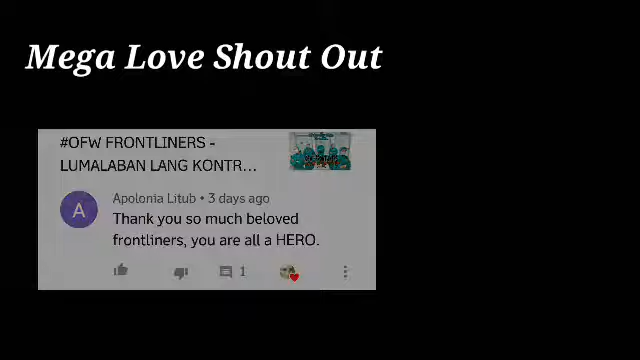 Mega Love Shout Out
#OFW FRONTLINERS -
LUMALABAN LANG KONTR...
A
Apolonia Litub • 3 days ago
Thank you so much beloved
frontliners, you are all a HERO.
1